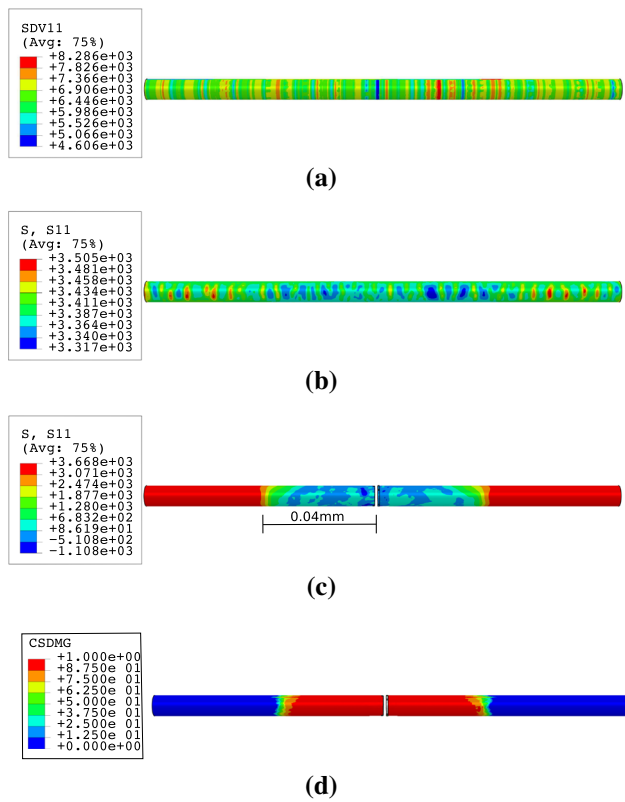 SDV11
(Avg: 75%)
+8.286e+03
+7.826e+03
+7.366e+03
+6.906e+03
+6.446e+03
+5.986e+03
+5.526e+03
+5.066e+03
+4.606e+03
(a)
S, S11
(Avg: 75%)
+3.505e+03
+3.481e+03
+3.458e+03
+3.434e+03
+3.411e+03
+3.387e+03
+3.364e+03
+3.340e+03
+3.317e+03
(b)
S, S11
(Avg: 75%)
+3.668e+03
+3.071e+03
+2.474e+03
+1.877e+03
+1.280e+03
+6.832e+02
+8.619e+01
-5.108e+02
-1.108e+03
0.04mm
(c)
CSDMG
+1.000e+00
+8.750e 01
+7.500e 01
+6.250e 01
+5.000e 01
+3.750e 01
+2.500e 01
+1.250e 01
+0.000e+00
(d)